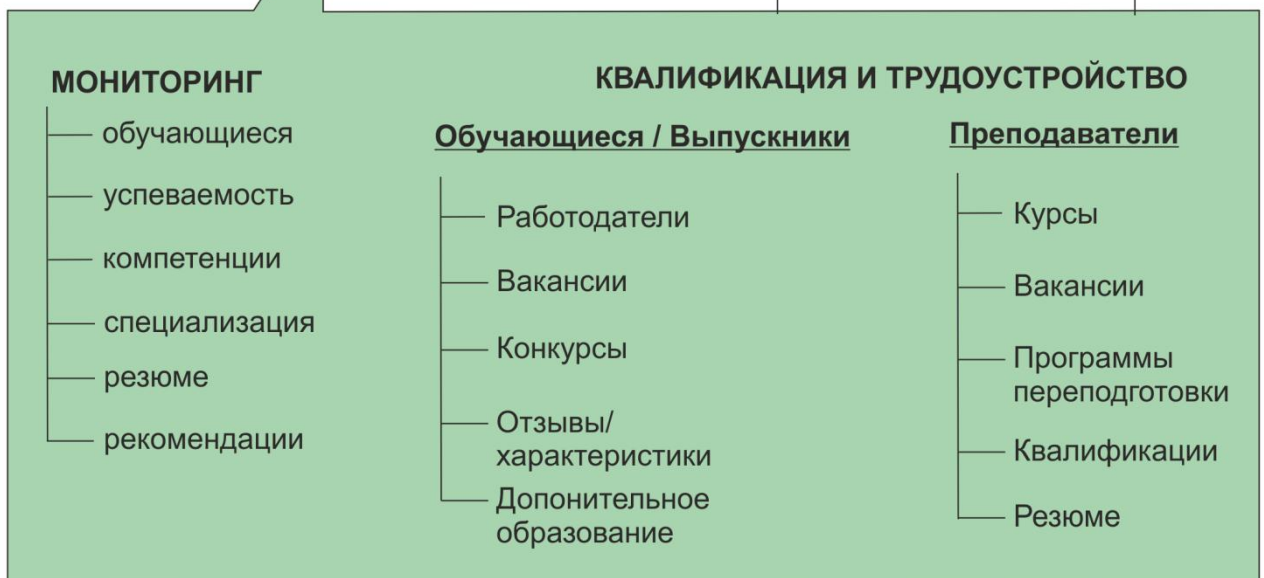 МОНИТОРИНГ
обучающиеся
успеваемость
компетенции
специализация
резюме
рекомендации
КВАЛИФИКАЦИЯ И ТРУДОУСТРОЙСТВО
Обучающиеся / Выпускники
Работодатели
Вакансии
Конкурсы
Отзывы/
характеристики
Допонительное
образование
Преподаватели
Курсы
Вакансии
Программы
переподготовки
Квалификации
Резюме